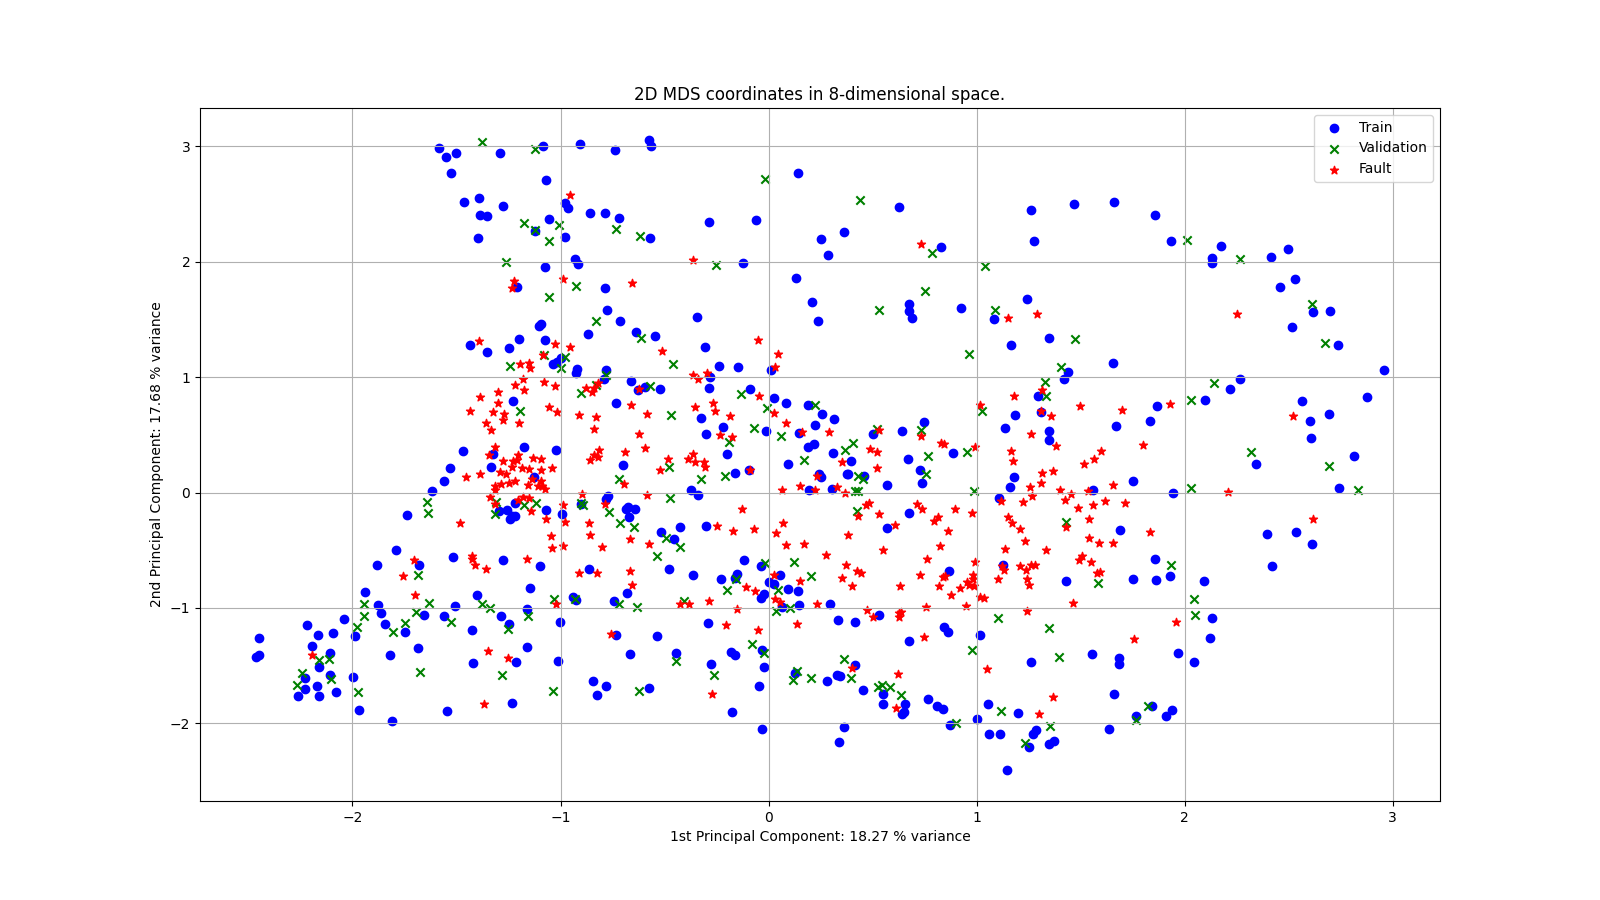 2D MDS coordinates in 8-dimensional space.
Train
Validation
Fault
3
2
1
0
−1
−2
2nd Principal Component: 17.68 % variance
−2
−1
0
1
2
3
1st Principal Component: 18.27 % variance